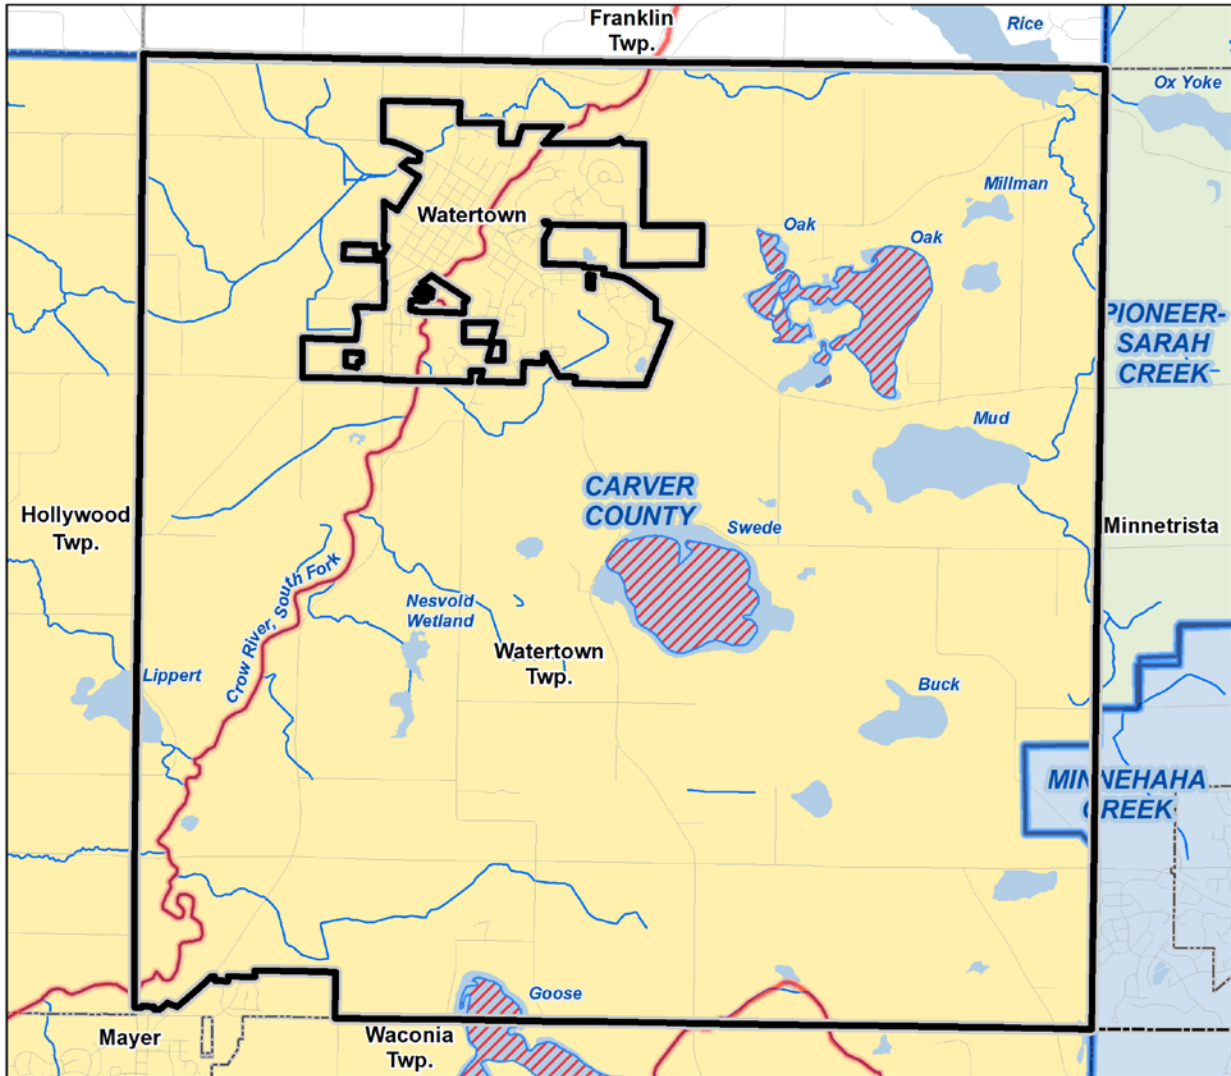 Franklin
Twp.
Rice
Ox Yoke
Millman
Watertown
Oak
Oak
PIONEER-
SARAH
CREEK
Mud
CARVER
COUNTY
Hollywood
Twp.
Swede
Minnetrista
Crow River, South Fork
Nesvold
Wetland
Watertown
Twp.
Lippert
Buck
MINNEHAHA
CREEK
Goose
Mayer
Waconia
Twp.